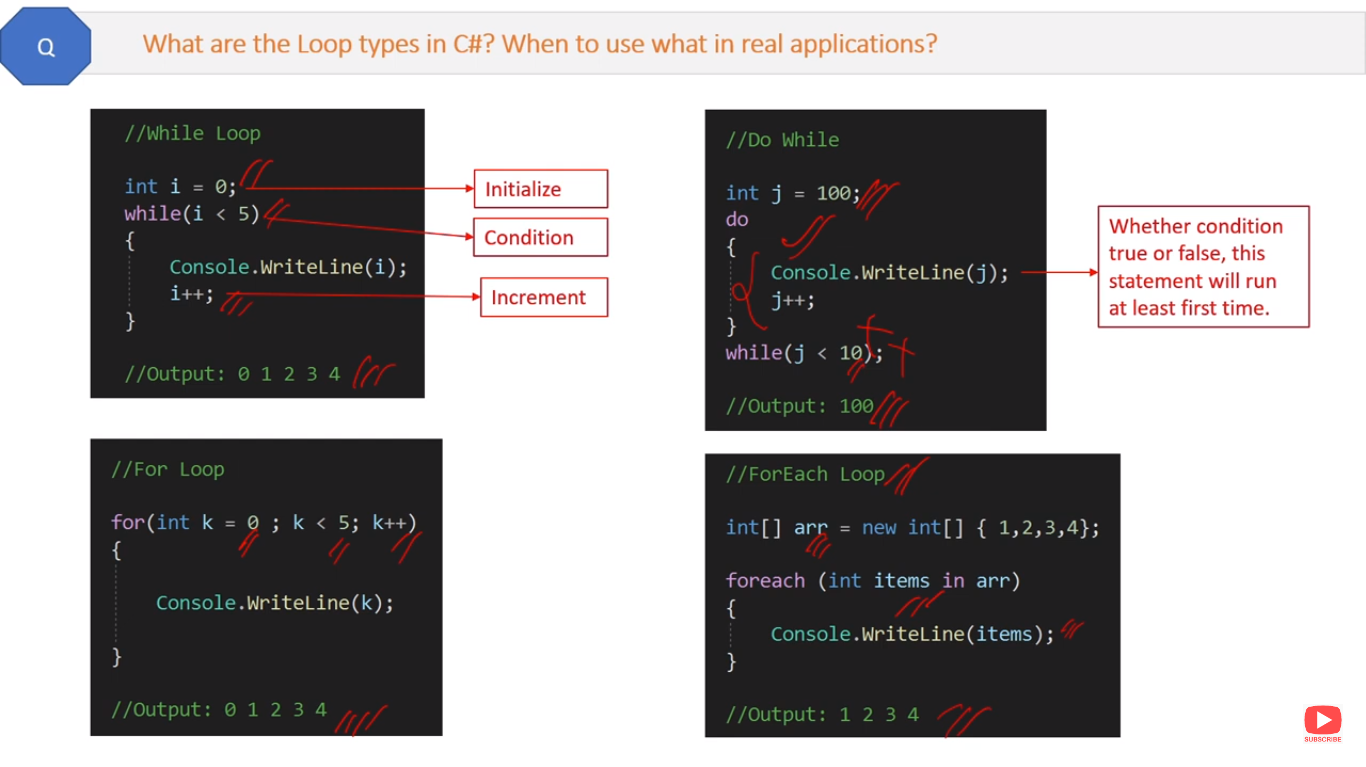 Q
What are the Loop types in C#? When to use what in real applications?
//While Loop
int i = 0;
while(i < 5)
{
Console.WriteLine(i);
i++;
}
//Output: 0 1 2 3 4
Initialize
Condition
Increment
//Do While
int j = 100;
do
{
Console.WriteLine(j);
j++;
}
while(j < 10);
//Output: 100
Whether condition
true or false, this
statement will run
at least first time.
//For Loop
for(int k = 0 ; k < 5; k++)
{
Console.WriteLine(k);
}
//Output: 0 1 2 3 4
//ForEach Loop
int[] arr = new int[] { 1,2,3,4};
foreach (int items in arr)
{
Console.WriteLine(items);
}
//Output: 1 2 3 4
SUBSCRIBE